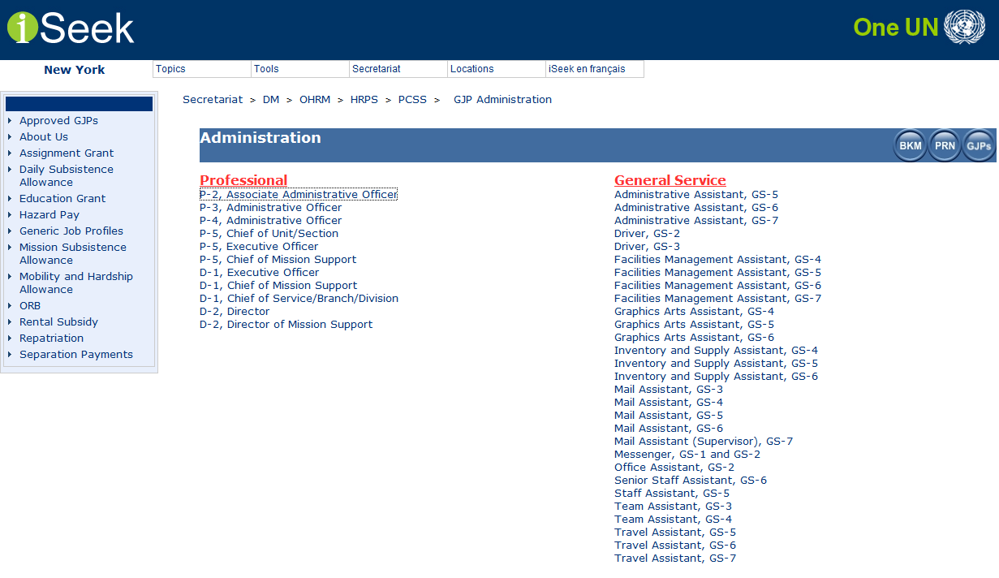 iSeek
One UN
New York
Topics
Tools
Secretariat
Locations
iSeek en français
Approved GJPs
About Us
Assignment Grant
Daily Subsistence
Allowance
Education Grant
Hazard Pay
Generic Job Profiles
Mission Subsistence
Allowance
Mobility and Hardship
Allowance
ORB
Rental Subsidy
Repatriation
Separation Payments
Secretariat > DM > OHRM > HRPS > PCSS > GJP Administration
Administration
BKM
PRN
GJPs
Professional
P-2, Associate Administrative Officer
P-3, Administrative Officer
P-4, Administrative Officer
P-5, Chief of Unit/Section
P-5, Executive Officer
P-5, Chief of Mission Support
D-1, Executive Officer
D-1, Chief of Mission Support
D-1, Chief of Service/Branch/Division
D-2, Director
D-2, Director of Mission Support
General Service
Administrative Assistant, GS-5
Administrative Assistant, GS-6
Administrative Assistant, GS-7
Driver, GS-2
Driver, GS-3
Facilities Management Assistant, GS-4
Facilities Management Assistant, GS-5
Facilities Management Assistant, GS-6
Facilities Management Assistant, GS-7
Graphics Arts Assistant, GS-4
Graphics Arts Assistant, GS-5
Graphics Arts Assistant, GS-6
Inventory and Supply Assistant, GS-4
Inventory and Supply Assistant, GS-5
Inventory and Supply Assistant, GS-6
Mail Assistant, GS-3
Mail Assistant, GS-4
Mail Assistant, GS-5
Mail Assistant, GS-6
Mail Assistant (Supervisor), GS-7
Messenger, GS-1 and GS-2
Office Assistant, GS-2
Senior Staff Assistant, GS-6
Staff Assistant, GS-5
Team Assistant, GS-3
Team Assistant, GS-4
Travel Assistant, GS-5
Travel Assistant, GS-6
Travel Assistant, GS-7